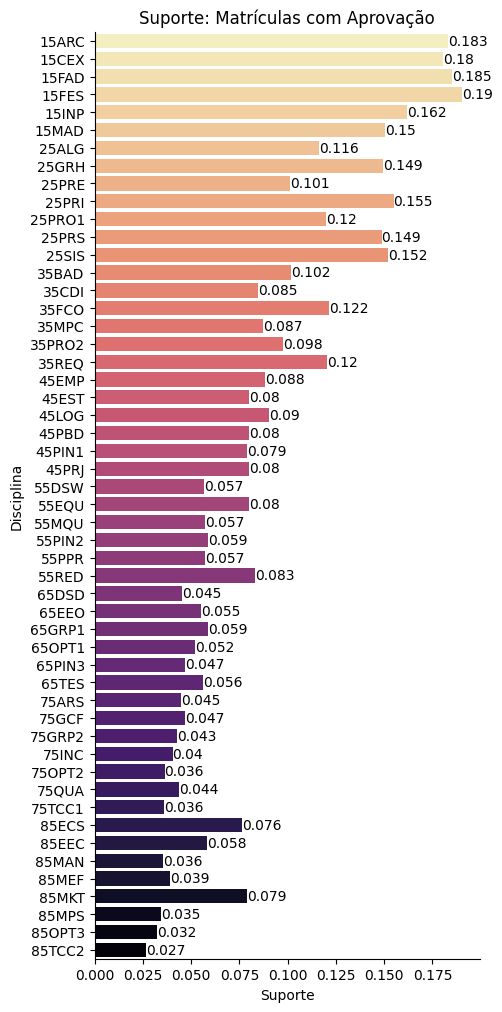 Suporte: Matrículas com Aprovação
Disciplina
15ARC 0.183
15CEX 0.18
15FAD 0.185
15FES 0.19
15INP 0.162
15MAD 0.15
25ALG 0.116
25GRH 0.149
25PRE 0.101
25PRI 0.155
25PRO1 0.12
25PRS 0.149
25SIS 0.152
35BAD 0.102
35CDI 0.085
35FCO 0.122
35MPC 0.087
35PRO2 0.098
35REQ 0.12
45EMP 0.088
45EST 0.08
45LOG 0.09
45PBD 0.08
45PIN1 0.079
45PRJ 0.08
55DSW 0.057
55EQU 0.08
55MQU 0.057
55PIN2 0.059
55PPR 0.057
55RED 0.083
65DSD 0.045
65EEO 0.055
65GRP1 0.059
65OPT1 0.052
65PIN3 0.047
65TES 0.056
75ARS 0.045
75GCF 0.047
75GRP2 0.043
75INC 0.04
75OPT2 0.036
75QUA 0.044
75TCC1 0.036
85ECS 0.076
85EEC 0.058
85MAN 0.036
85MEF 0.039
85MKT 0.079
85MPS 0.035
85OPT3 0.032
85TCC2 0.027
0.000 0.025 0.050 0.075 0.100 0.125 0.150 0.175
Suporte